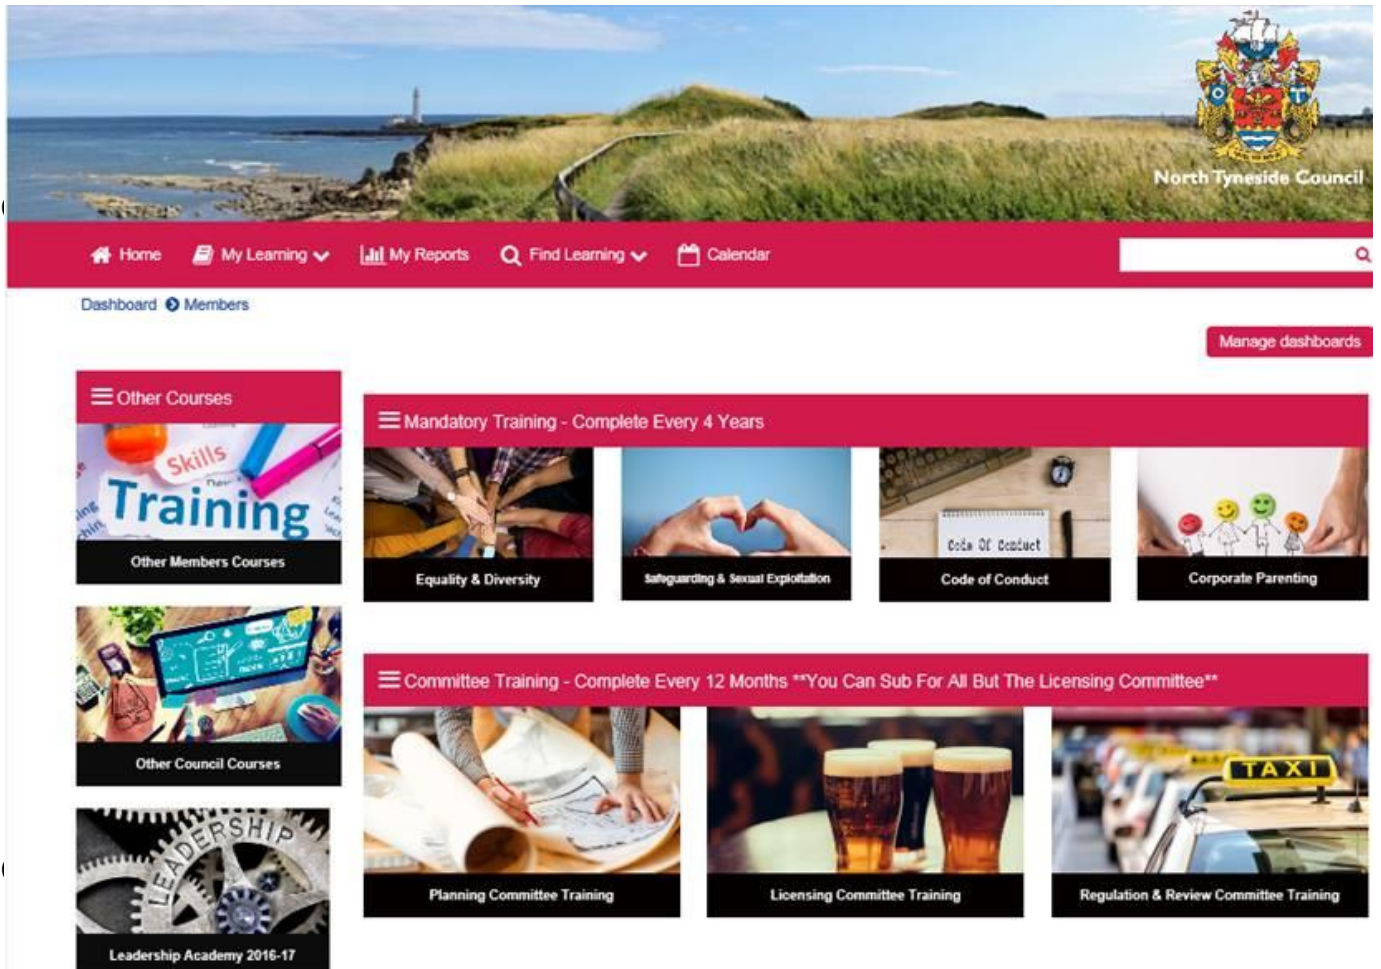 North Tyneside Council
Home
My Learning
My Reports
Find Learning
Calendar
Dashboard
Members
Manage dashboards
Other Courses
Skills
Training
Other Members Courses
Other Council Courses
LEADERSHIP
Leadership Academy 2016-17
Mandatory Training - Complete Every 4 Years
Equality & Diversity
Safeguarding & Sexual Exploitation
Code Of Conduct
Code of Conduct
Corporate Parenting
Committee Training - Complete Every 12 Months **You Can Sub For All But The Licensing Committee**
Planning Committee Training
Licensing Committee Training
TAXI
Regulation & Review Committee Training